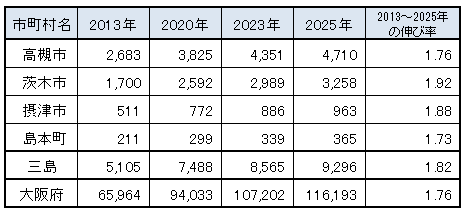 市町村名 2013年 2020年 2023年 2025年 2013～2025年の伸び率
高槻市 2,683 3,825 4,351 4,710 1.76
茨木市 1,700 2,592 2,989 3,258 1.92
摂津市 511 772 886 963 1.88
島本町 211 299 339 365 1.73
三島 5,105 7,488 8,565 9,296 1.82
大阪府 65,964 94,033 107,202 116,193 1.76